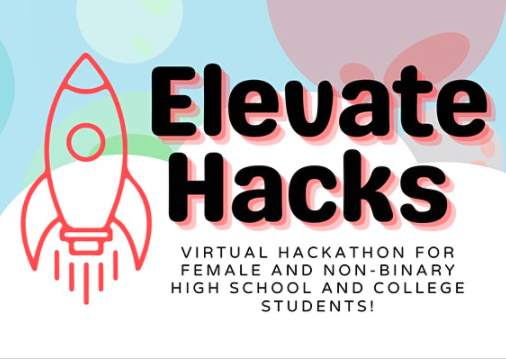 Elevate
Hacks
VIRTUAL HACKATHON FOR
FEMALE AND NON-BINARY
HIGH SCHOOL AND COLLEGE
STUDENTS!